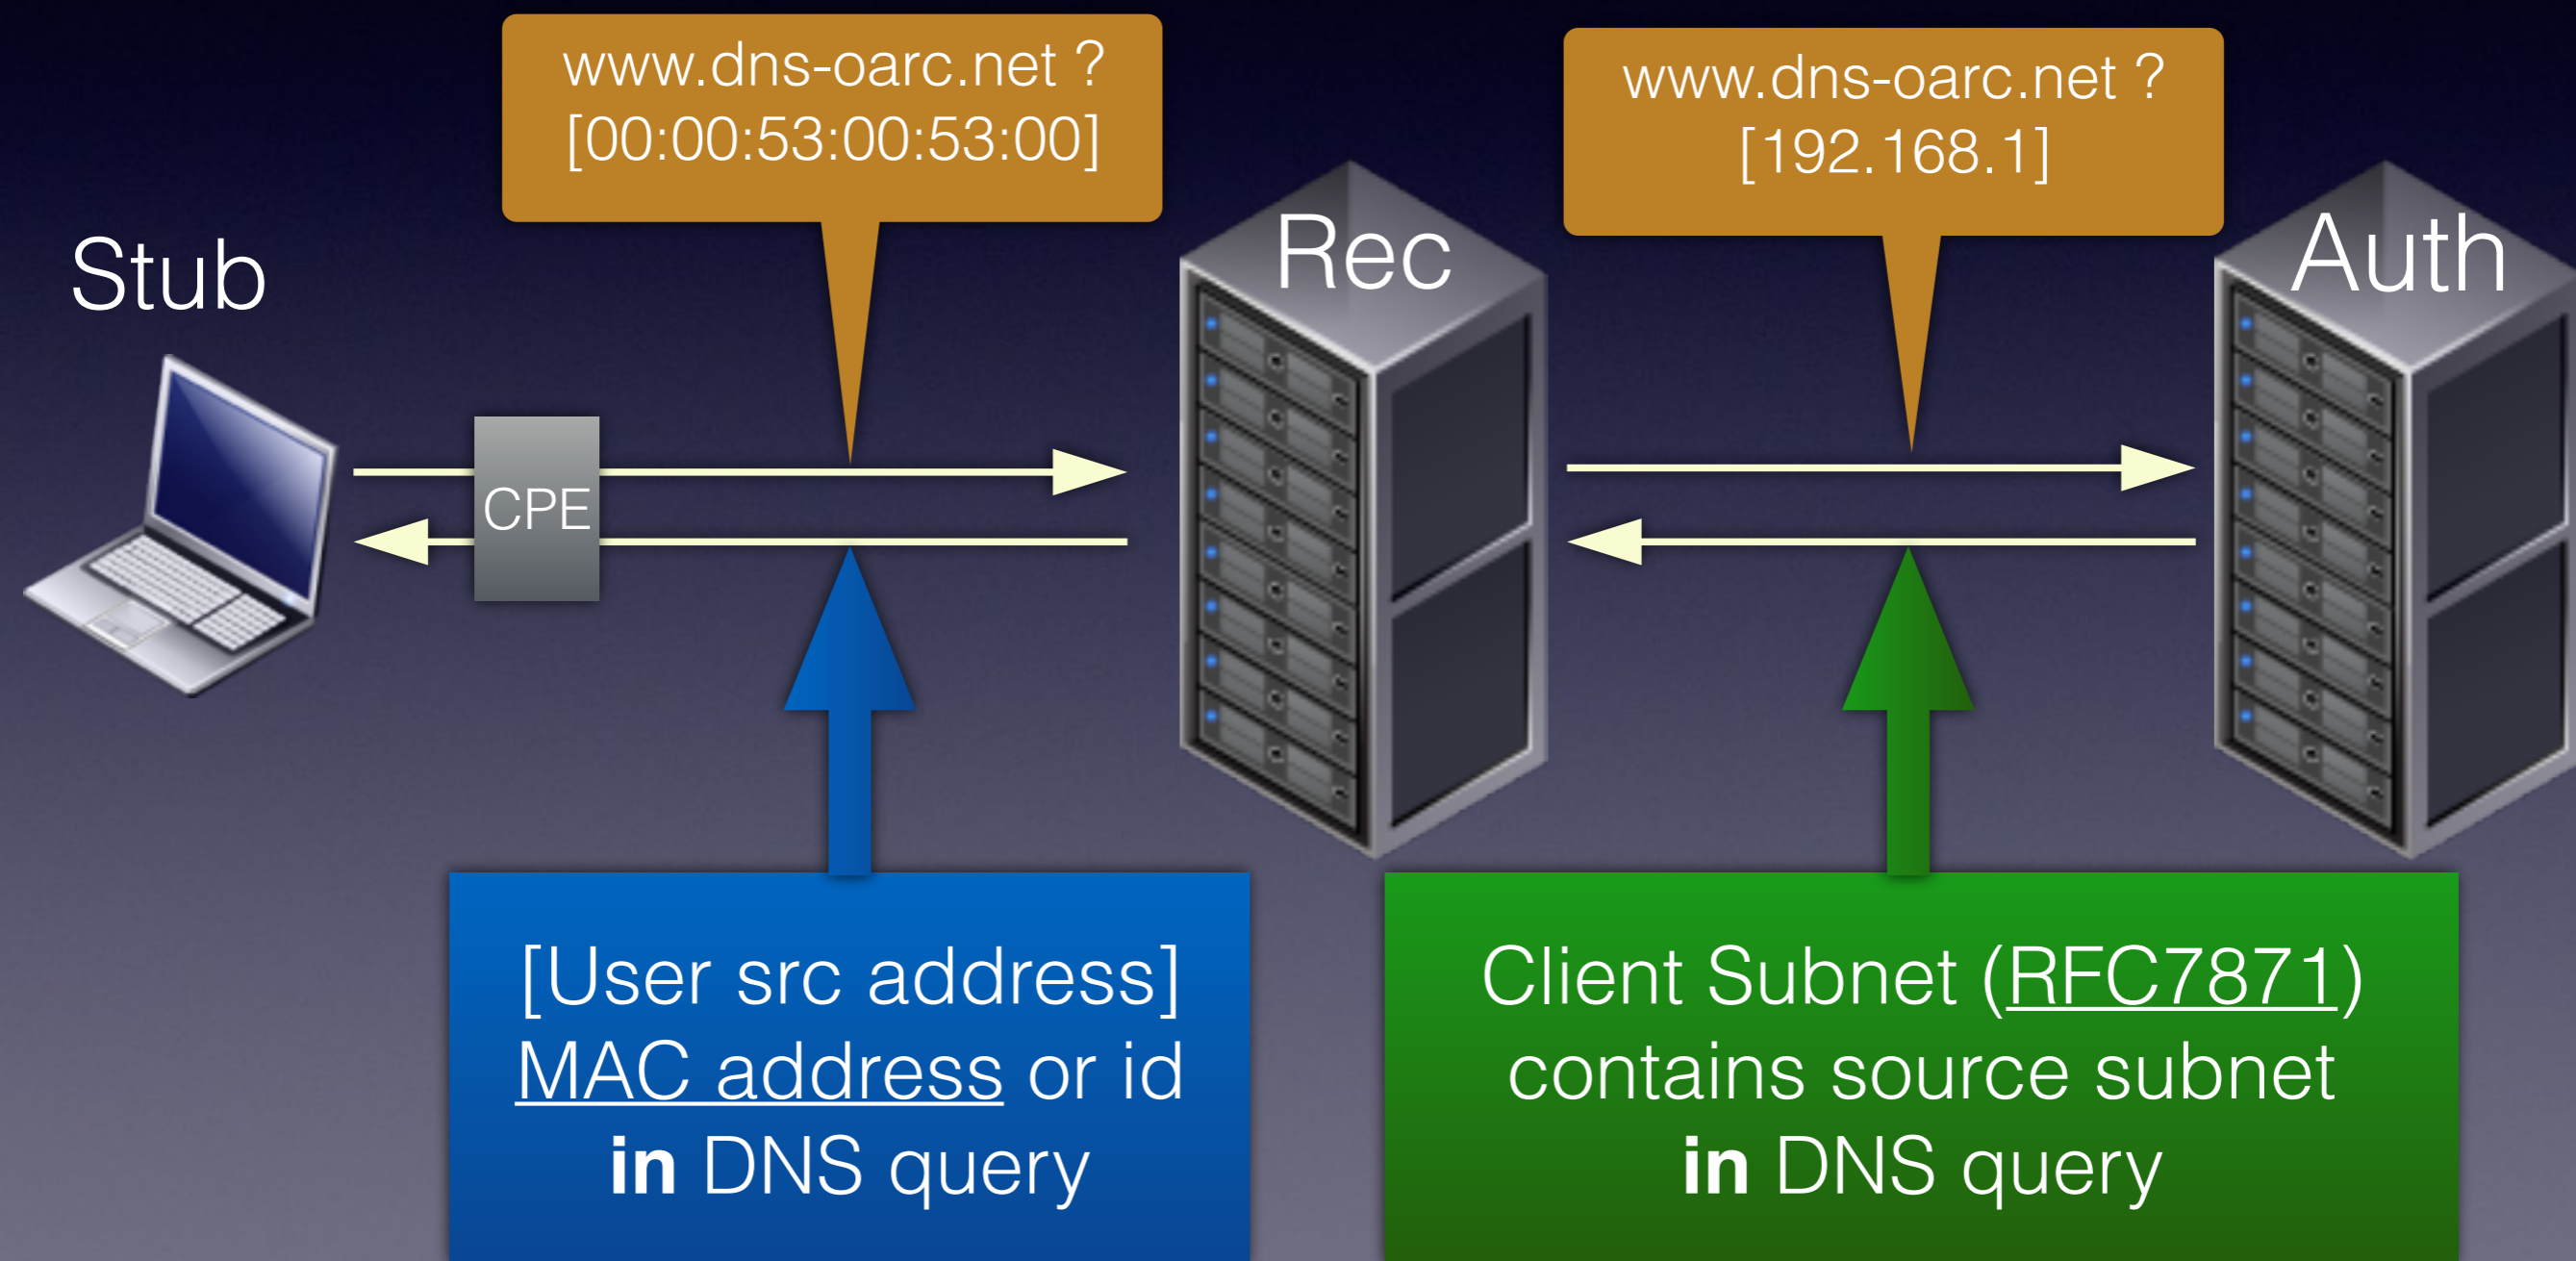 www.dns-oarc.net ?
[00:00:53:00:53:00]
www.dns-oarc.net ?
[192.168.1]
Stub
Rec
Auth
CPE
[User src address]
MAC address or id
in DNS query
Client Subnet (RFC7871)
contains source subnet
in DNS query